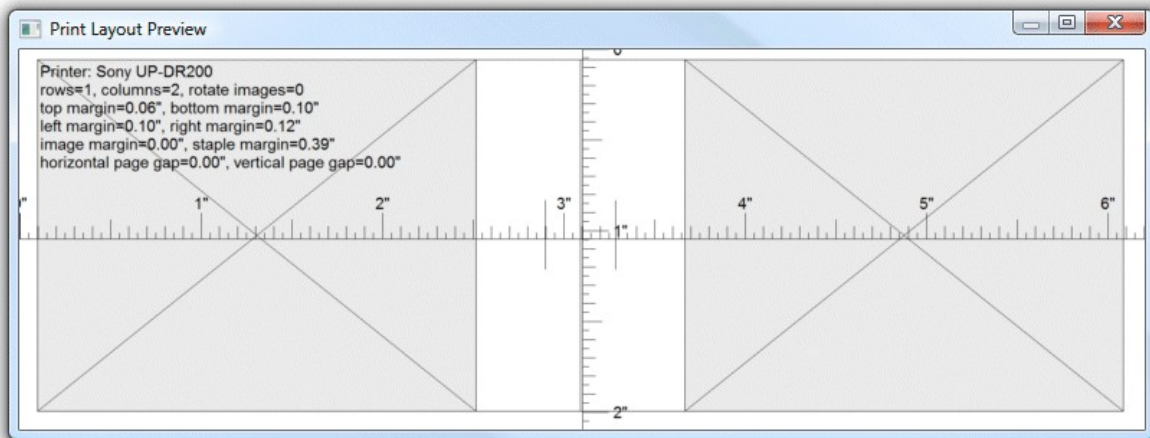 Print Layout Preview
Printer: Sony UP-DR200
rows=1, columns=2, rotate images=0
top margin=0.06", bottom margin=0.10"
left margin=0.10", right margin=0.12"
image margin=0.00", staple margin=0.39"
horizontal page gap=0.00", vertical page gap=0.00"
1" 2" 3" 4" 5" 6"
1"
2"